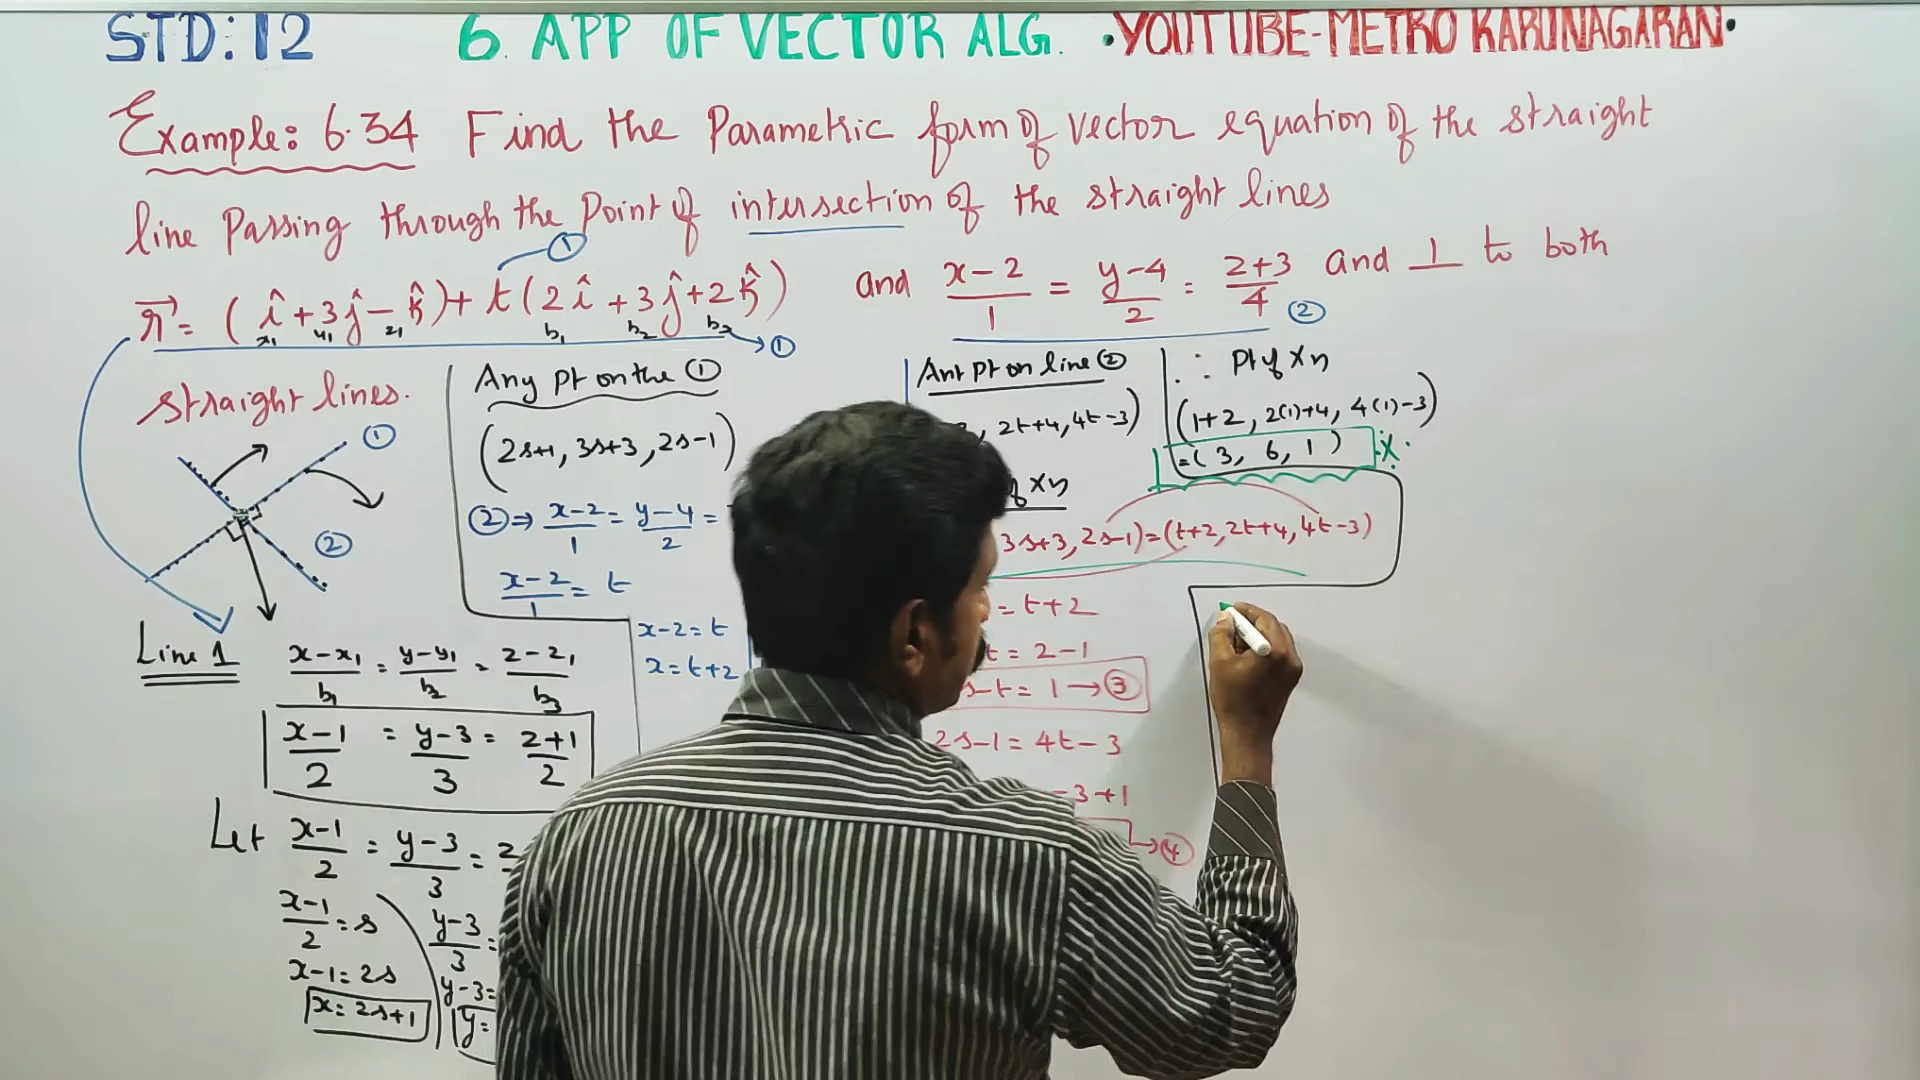 STD: 12 6. APP OF VECTOR ALG. •YOUTUBE-METRO KARUNAGARAN•
Example: 6.34 Find the Parametric form of vector equation of the straight
line Passing through the Point of intersection of the straight lines
①
r⃗ = (î+3ĵ-k̂)+t(2î+3ĵ+2k̂) and x-2/1 = y-4/2 = z+3/4 and ⊥ to both
x₁ y₁ z₁ b₁ b₂ b₃ → ① ②
straight lines.
① ②
Line 1
x-x₁/b₁ = y-y₁/b₂ = z-z₁/b₃
x-1/2 = y-3/3 = z+1/2
Let x-1/2 = y-3/3 = z
x-1/2 = s
x-1=2s
x=2s+1
y-3/3 =
y-3=
y=
Any pt on the ①
(2s+1, 3s+3, 2s-1)
② ⇒ x-2/1 = y-4/2 =
x-2/1 = t
x-2=t
x=t+2
Ant pt on line ②
, 2t+4, 4t-3)
xn
3s+3, 2s-1)=(t+2, 2t+4, 4t-3)
= t+2
t = 2-1
s-t = 1 → ③
2s-1 = 4t-3
-3+1
→ ④
∴ Pt of xn
(1+2, 2(1)+4, 4(1)-3)
=(3, 6, 1)